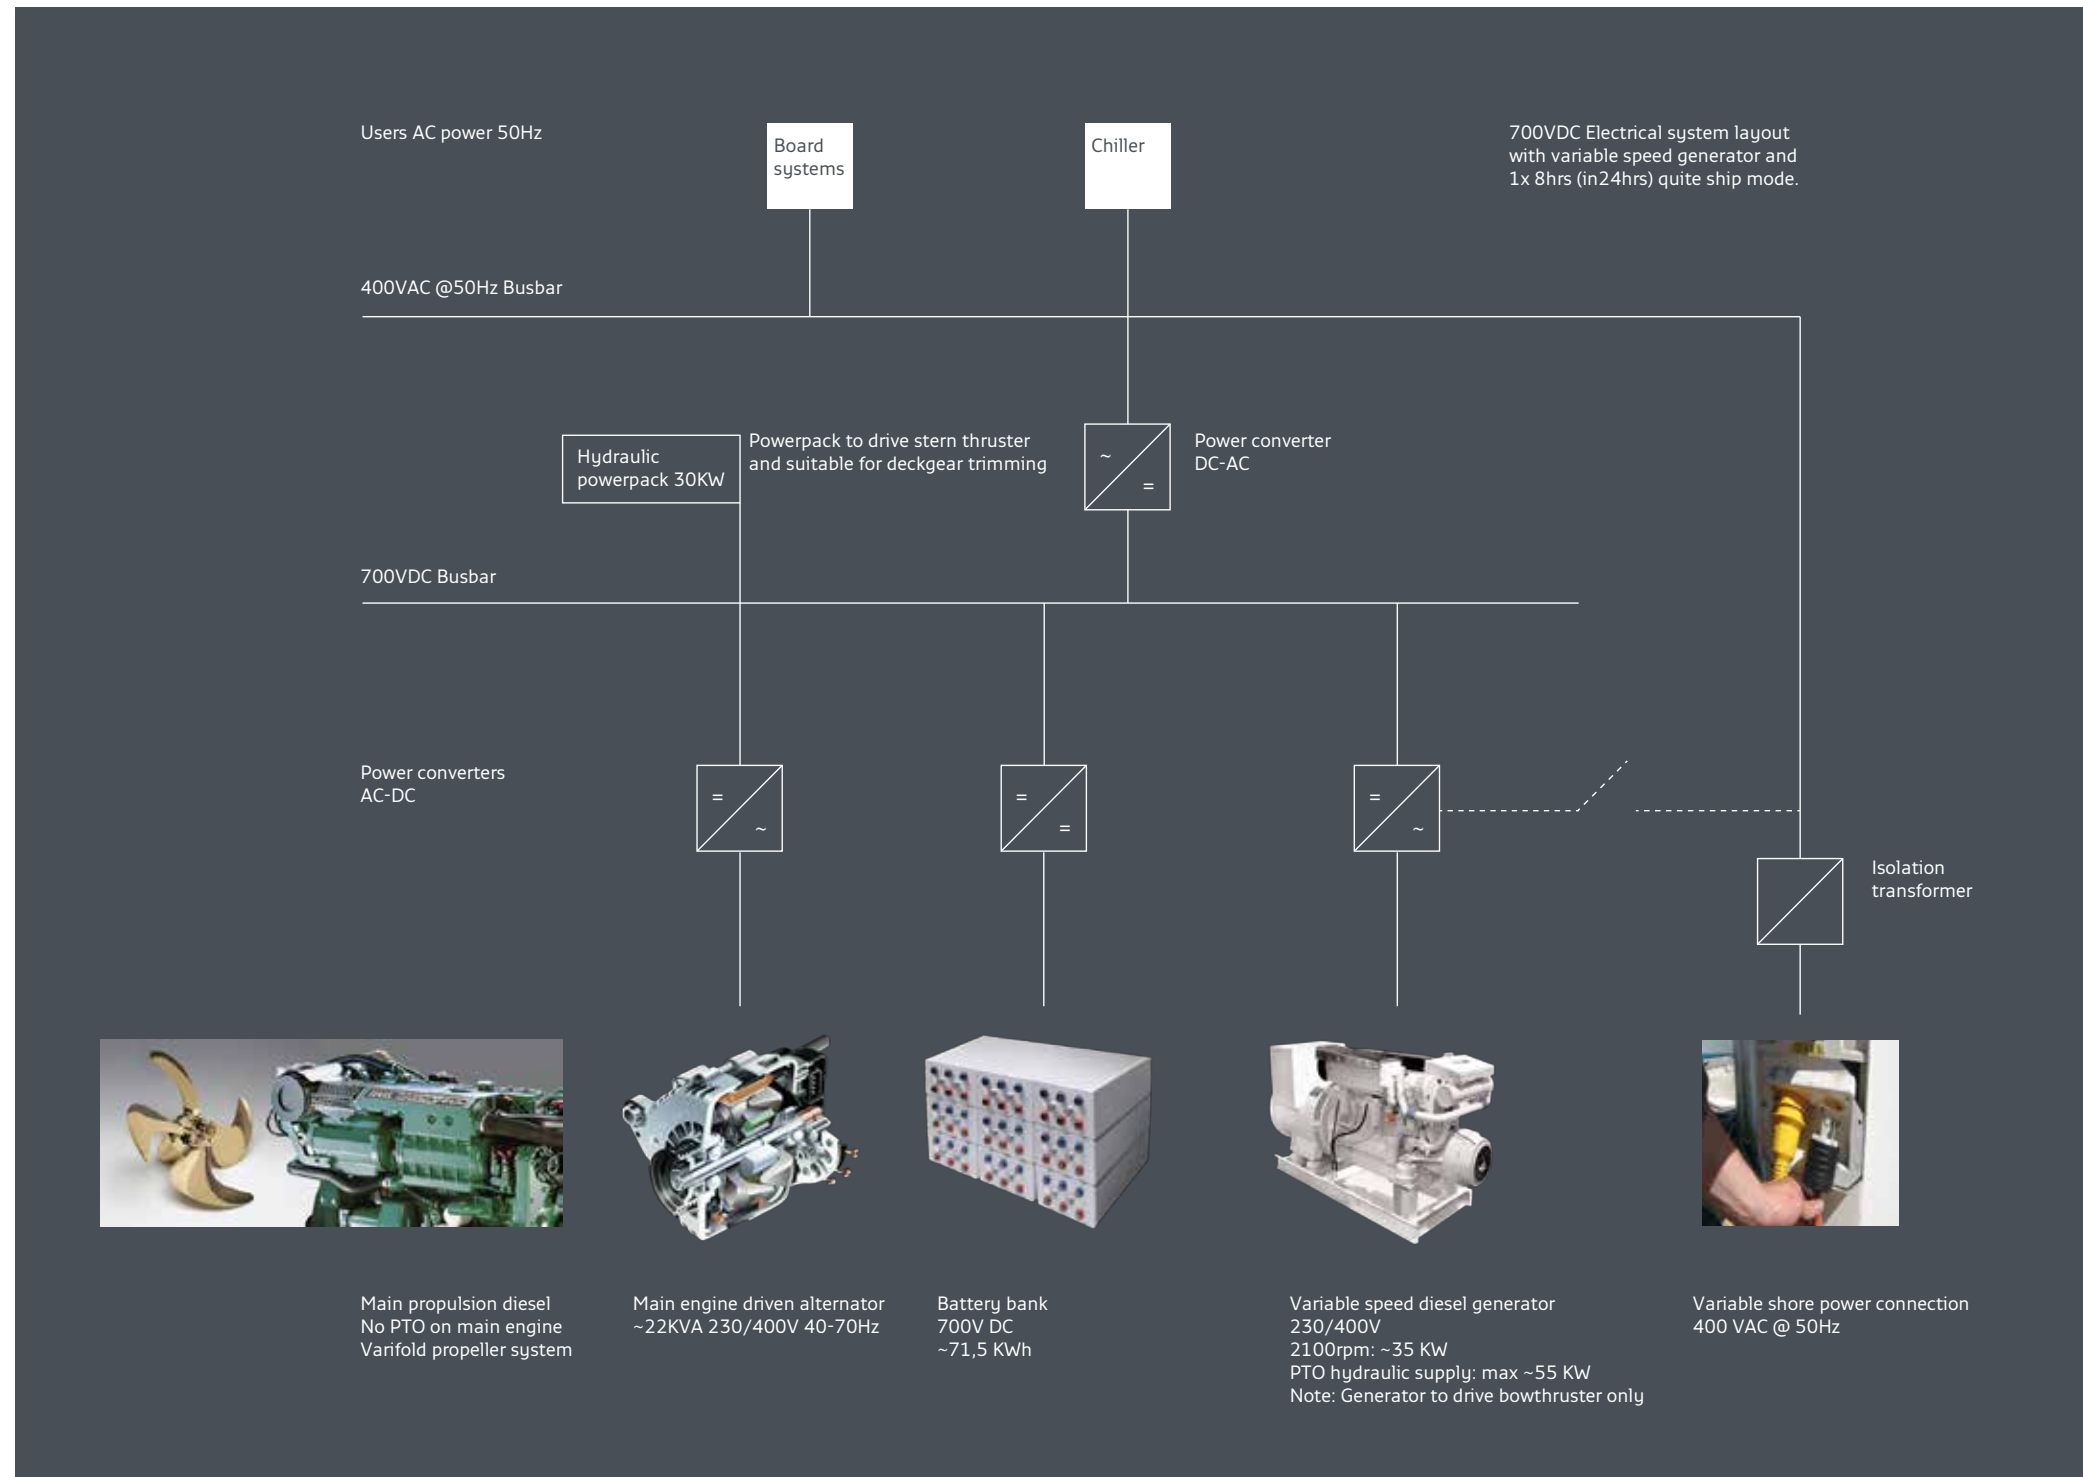 Users AC power 50Hz
Board
systems
Chiller
700VDC Electrical system layout
with variable speed generator and
1x 8hrs (in24hrs) quite ship mode.
400VAC @50Hz Busbar
Hydraulic
powerpack 30KW
Powerpack to drive stern thruster
and suitable for deckgear trimming
~
=
Power converter
DC-AC
700VDC Busbar
Power converters
AC-DC
=
~
=
=
=
~
Isolation
transformer
Main propulsion diesel
No PTO on main engine
Varifold propeller system
Main engine driven alternator
~22KVA 230/400V 40-70Hz
Battery bank
700V DC
~71,5 KWh
Variable speed diesel generator
230/400V
2100rpm: ~35 KW
PTO hydraulic supply: max ~55 KW
Note: Generator to drive bowthruster only
Variable shore power connection
400 VAC @ 50Hz